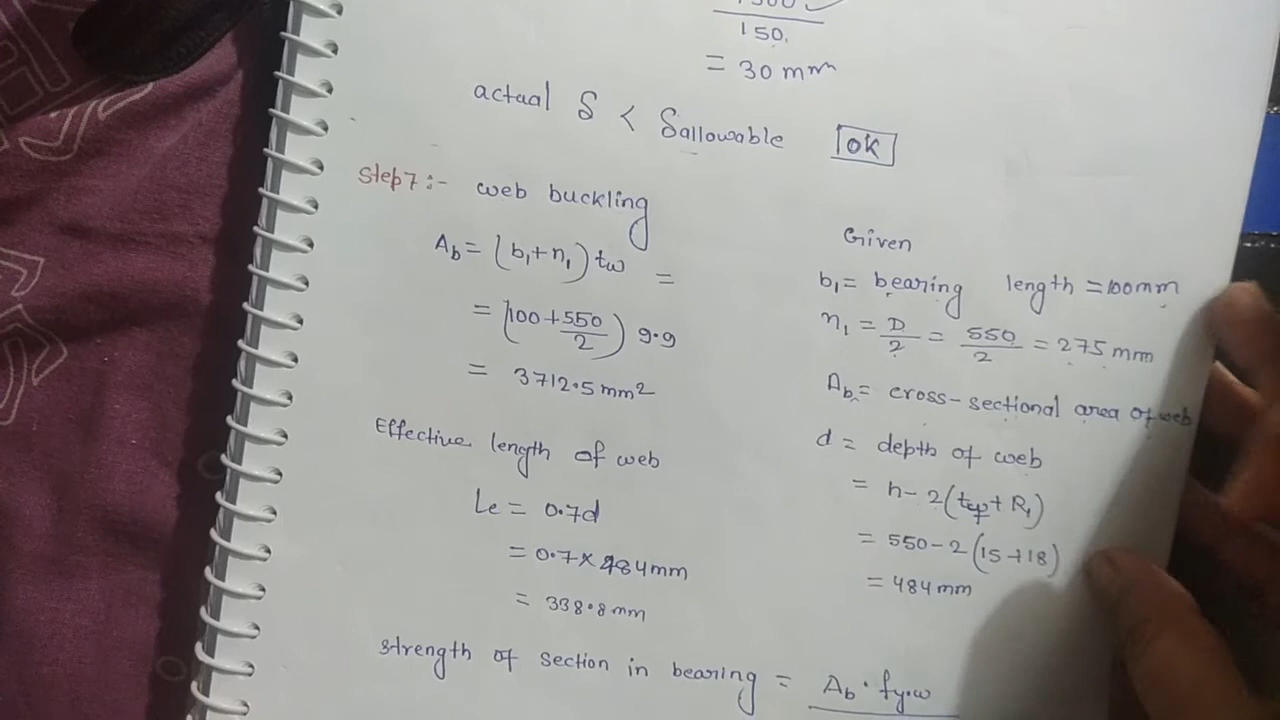 150
= 30 mm
actual δ < δallowable OK
Step 7 :- web buckling
Ab = (b1 + n1) tw =
= (100 + 550/2) 9.9
= 3712.5 mm2
Effective length of web
Le = 0.7d
= 0.7 × 484 mm
= 338.8 mm
Given
b1 = bearing length = 100mm
n1 = D/2 = 550/2 = 275 mm
Ab = cross-sectional area of web
d = depth of web
= h - 2(tf + R1)
= 550 - 2 (15 + 18)
= 484 mm
strength of section in bearing = Ab . fy.w